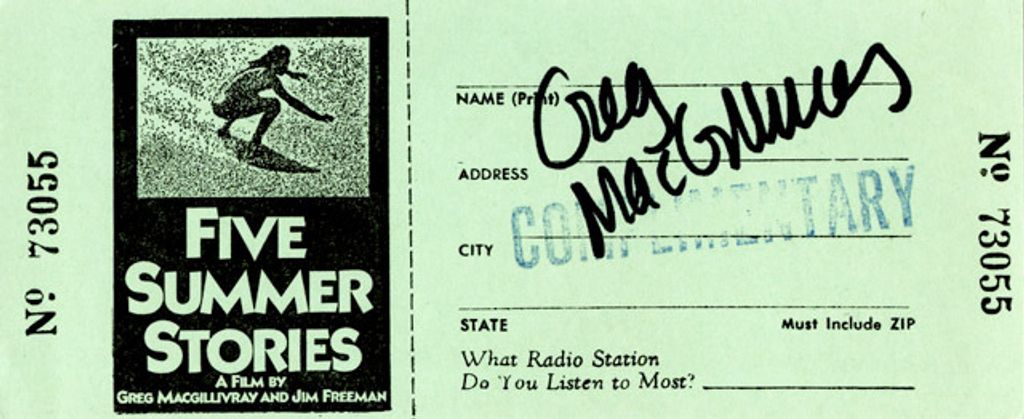 Nº 73055
FIVE
SUMMER
STORIES
A FILM BY
GREG MACGILLIVRAY AND JIM FREEMAN
NAME (Print)
Greg
MacGillivray
ADDRESS
COMPLIMENTARY
CITY
STATE Must Include ZIP
What Radio Station
Do You Listen to Most?
Nº 73055